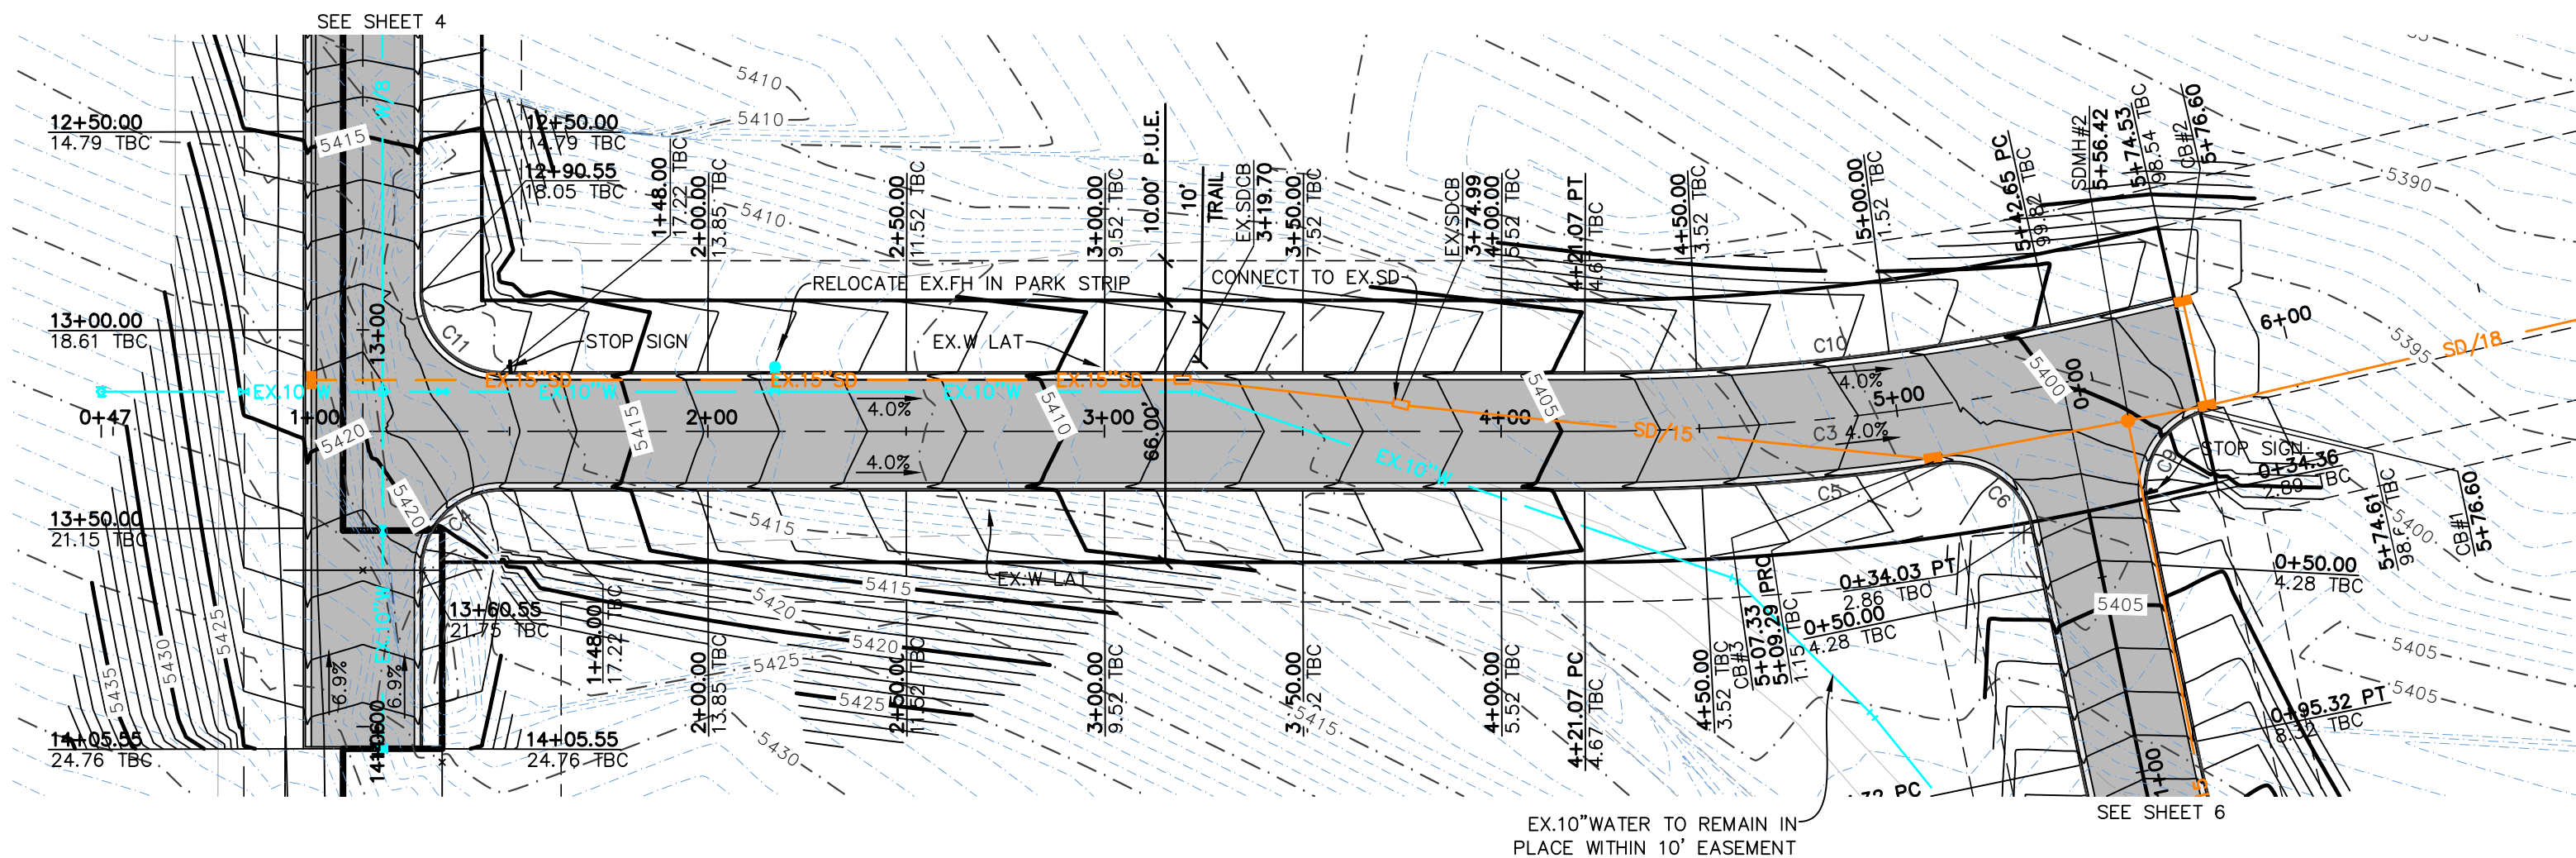 SEE SHEET 4
W/8
12+50.00
14.79 TBC
5415
12+50.00
14.79 TBC
12+90.55
18.05 TBC
5410
5410
5410
1+48.00
17.22 TBC
2+00.00
13.85 TBC
2+50.00
11.52 TBC
3+00.00
9.52 TBC
10.00' P.U.E.
10'
TRAIL
EX.SDCB
3+19.70
3+50.00
7.52 TBC
EX.SDCB
3+74.99
4+00.00
5.52 TBC
4+21.07 PT
4.67 TBC
4+50.00
3.52 TBC
5+00.00
1.52 TBC
5+42.65 PC
99.82 TBC
SDMH#2
5+56.42
5+74.53
98.54 TBC
CB#2
5+76.60
5390
13+00.00
18.61 TBC
13+00
C11
STOP SIGN
RELOCATE EX.FH IN PARK STRIP
EX.W LAT
CONNECT TO EX.SD
C10
6+00
5395
SD/18
EX.10"W
EX.15"SD
EX.10"W
EX.15"SD
EX.10"W
EX.15"SD
0+47
1+00
5420
5415
2+00
4.0%
4.0%
5410
3+00
66.00'
5405
4+00
SD/15
4.0%
5+00
C3
4.0%
5400
0+00
EX.10"W
STOP SIGN
C9
0+34.36
2.89 TBC
13+50.00
21.15 TBC
5420
C4
5415
C5
C6
5+74.61
5400
CB#1
5+76.60
EX.W LAT
5415
5420
5420
5425
5425
5430
5435
5430
5425
6.9%
6.9%
EX.10"W
13+60.55
21.75 TBC
1+48.00
17.22 TBC
2+00.00
13.85 TBC
2+50.00
11.52 TBC
3+00.00
9.52 TBC
3+50.00
5415
4+00.00
5.52 TBC
4+21.07 PC
4.67 TBC
4+50.00
3.52 TBC
CB#3
5+07.33
5+09.29 PRC
1.15 TBC
0+34.03 PT
2.86 TBC
0+50.00
4.28 TBC
5405
0+50.00
4.28 TBC
5405
5405
0+95.32 PT
8.32 TBC
14+05.55
24.76 TBC
14+05.55
24.76 TBC
1+00
SEE SHEET 6
EX.10"WATER TO REMAIN IN
PLACE WITHIN 10' EASEMENT